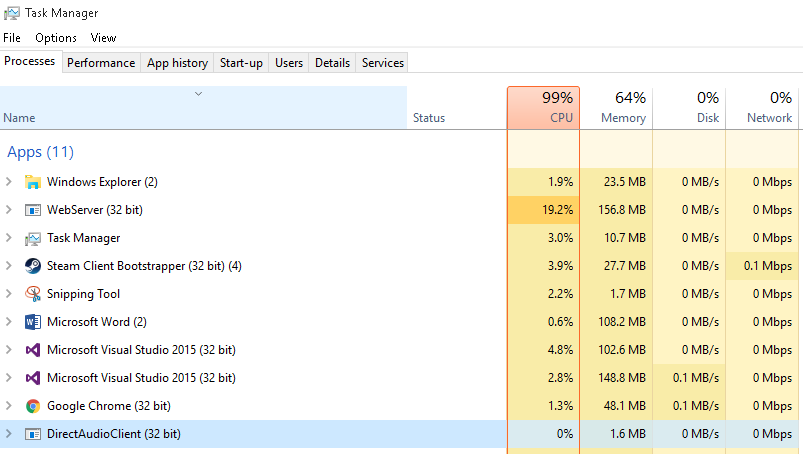 Task Manager
File Options View
Processes Performance App history Start-up Users Details Services
99% 64% 0% 0%
Name Status CPU Memory Disk Network
Apps (11)
Windows Explorer (2) 1.9% 23.5 MB 0 MB/s 0 Mbps
WebServer (32 bit) 19.2% 156.8 MB 0 MB/s 0 Mbps
Task Manager 3.0% 10.7 MB 0 MB/s 0 Mbps
Steam Client Bootstrapper (32 bit) (4) 3.9% 27.7 MB 0 MB/s 0.1 Mbps
Snipping Tool 2.2% 1.7 MB 0 MB/s 0 Mbps
Microsoft Word (2) 0.6% 108.2 MB 0 MB/s 0 Mbps
Microsoft Visual Studio 2015 (32 bit) 4.8% 102.6 MB 0 MB/s 0 Mbps
Microsoft Visual Studio 2015 (32 bit) 2.8% 148.8 MB 0.1 MB/s 0 Mbps
Google Chrome (32 bit) 1.3% 48.1 MB 0.1 MB/s 0 Mbps
DirectAudioClient (32 bit) 0% 1.6 MB 0 MB/s 0 Mbps